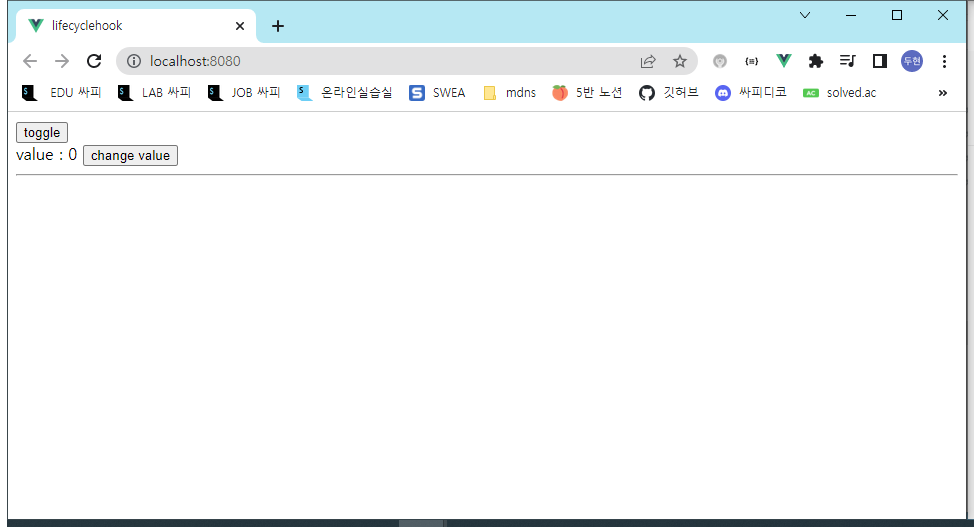 lifecyclehook
localhost:8080
두현
EDU 싸피 LAB 싸피 JOB 싸피 온라인실습실 SWEA mdns 5반 노션 깃허브 싸피디코 AC solved.ac »
toggle
value : 0 change value